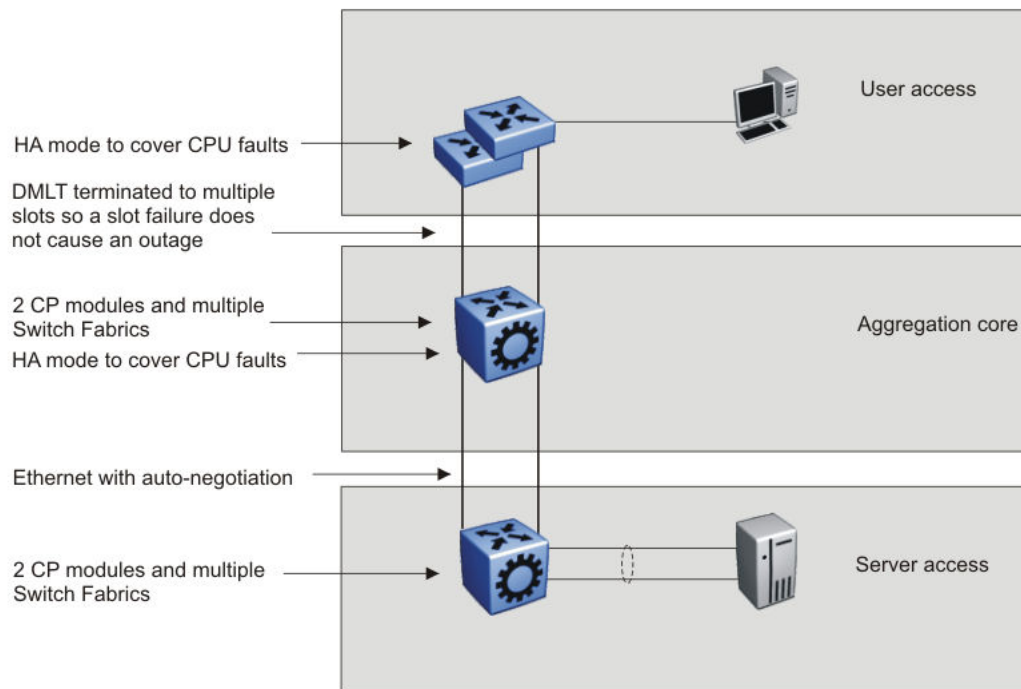 User access
HA mode to cover CPU faults
DMLT terminated to multiple
slots so a slot failure does
not cause an outage
2 CP modules and multiple
Switch Fabrics
Aggregation core
HA mode to cover CPU faults
Ethernet with auto-negotiation
2 CP modules and multiple
Switch Fabrics
Server access